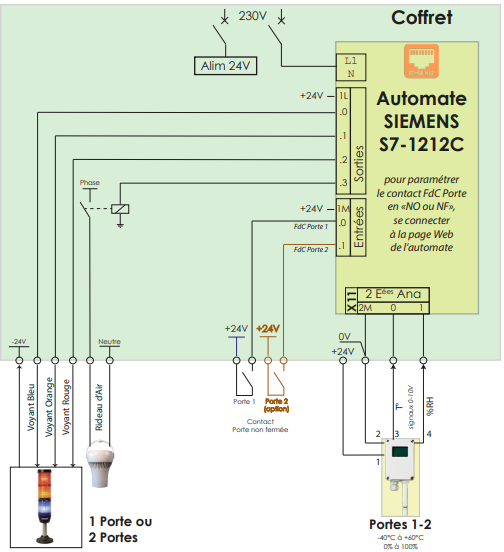 230V
Coffret
Alim 24V
L1
N
ETHERNET
+24V
1L
.0
.1
.2
.3
Sorties
Automate
SIEMENS
S7-1212C
pour paramétrer
le contact FdC Porte
en «NO ou NF»,
se connecter
à la page Web
de l'automate
Phase
+24V
1M
.0
.1
Entrées
FdC Porte 1
FdC Porte 2
X11
2 Eées Ana
2M
0
1
-24V
Neutre
+24V
+24V
0V
+24V
Voyant Bleu
Voyant Orange
Voyant Rouge
Rideau d'Air
Porte 1
Porte 2
(option)
Contact
Porte non fermée
T°
signaux 0-10V
%RH
2
3
4
1
1 Porte ou
2 Portes
Portes 1-2
-40°C à +60°C
0% à 100%